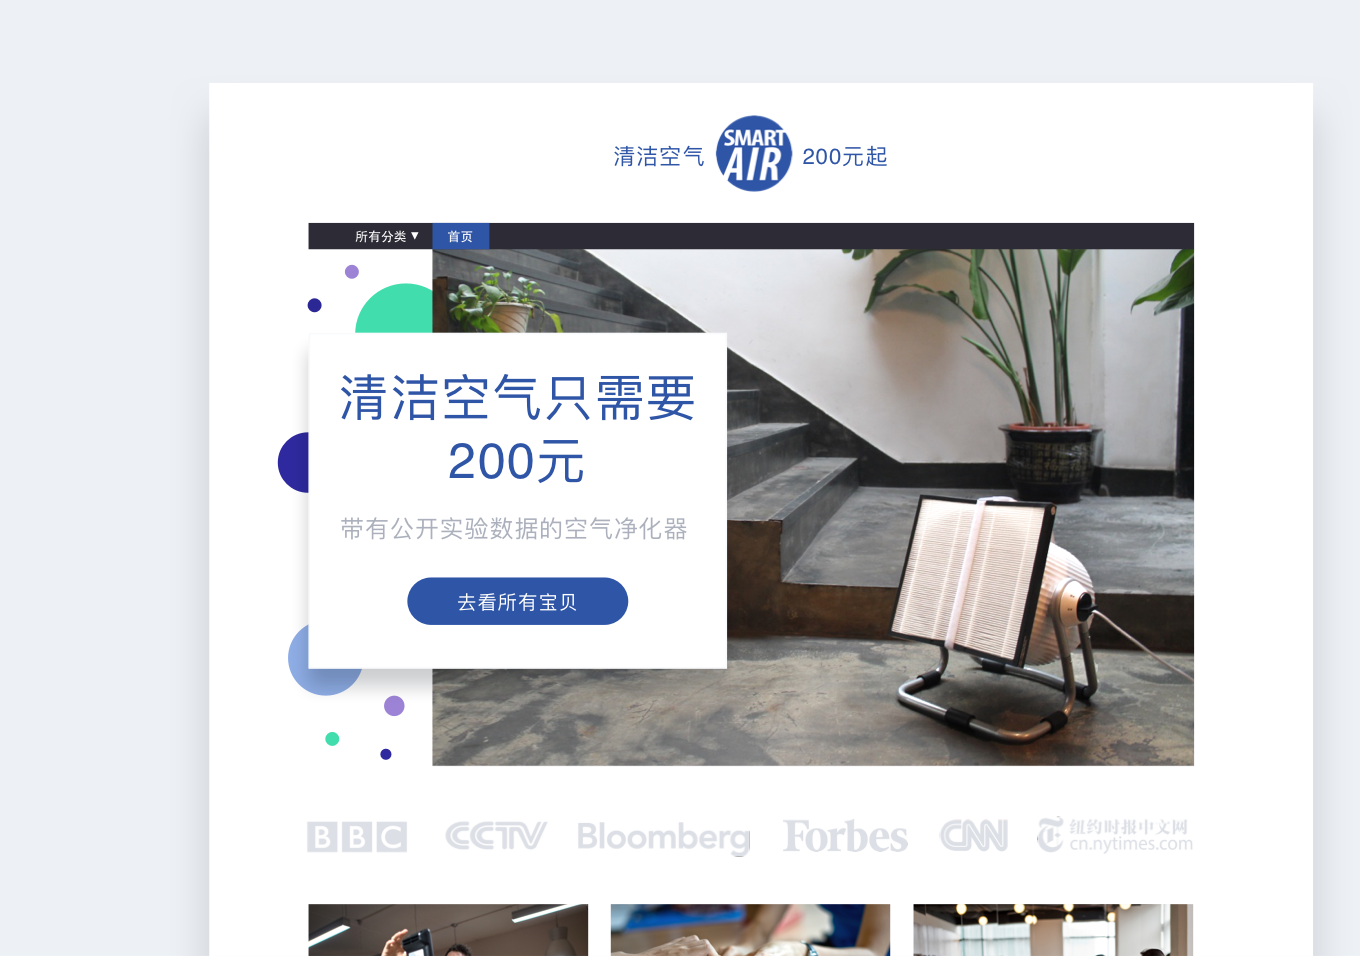 清洁空气
SMART
AIR
200元起
所有分类 ▼
首页
清洁空气只需要
200元
带有公开实验数据的空气净化器
去看所有宝贝
BBC
CCTV
Bloomberg
Forbes
CNN
T
纽约时报中文网
cn.nytimes.com